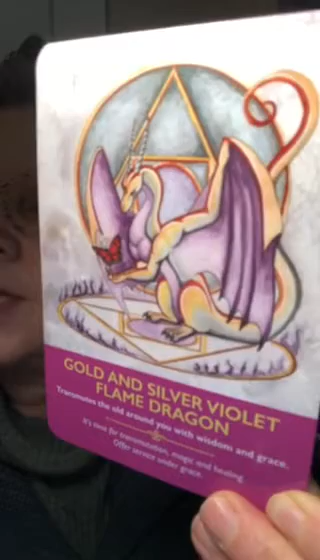 GOLD AND SILVER VIOLET
FLAME DRAGON
Transmutes the old around you with wisdom and grace.
It's time for transmutation, magic and healing.
Offer service under grace.